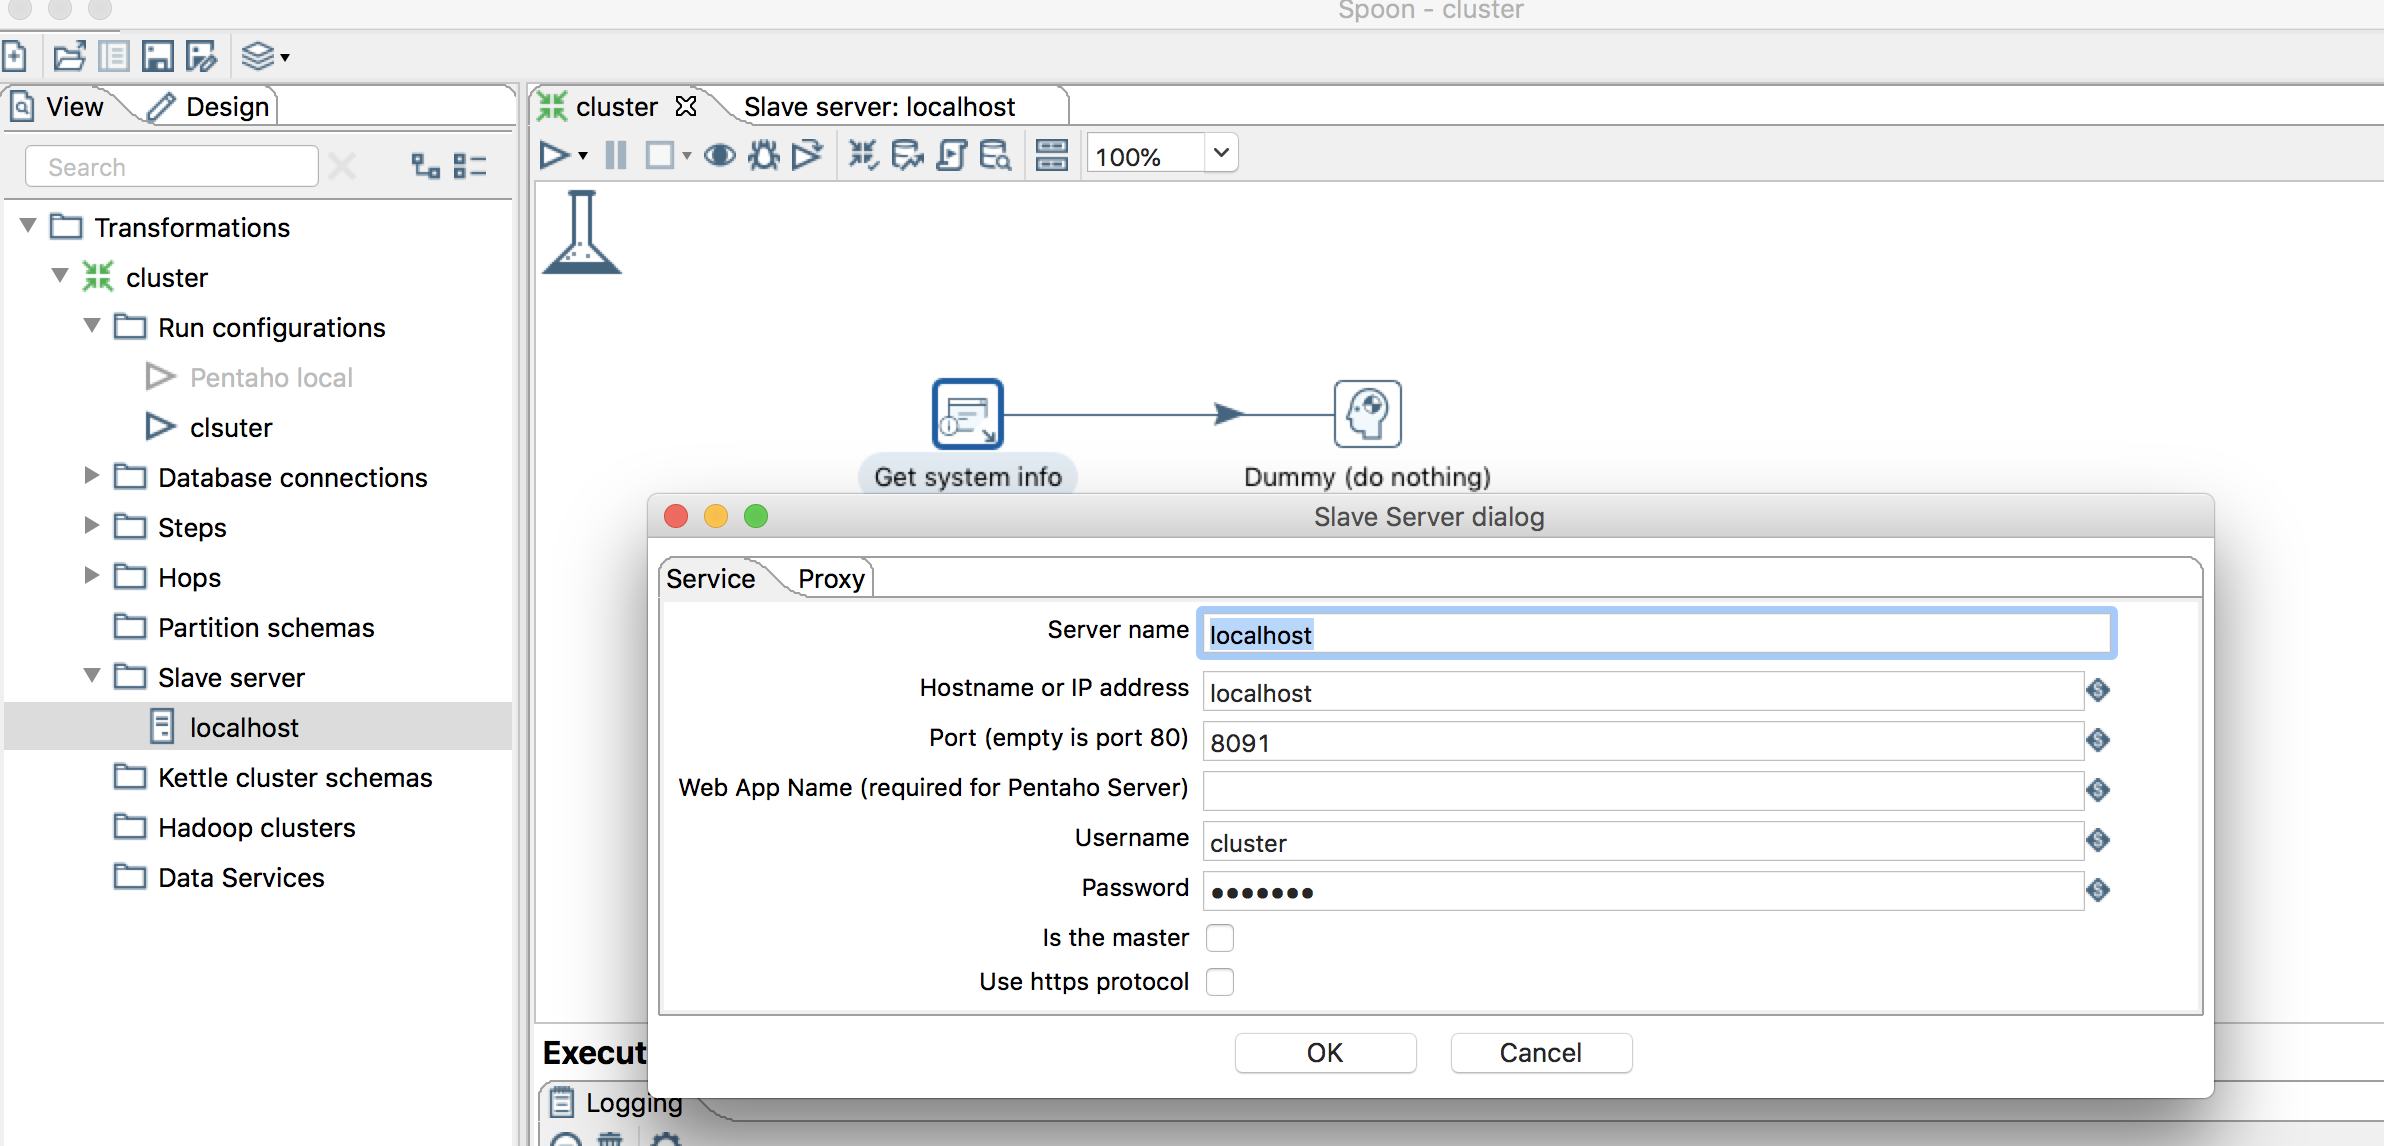 Spoon - cluster
View
Design
cluster
Slave server: localhost
Search
100%
Transformations
cluster
Run configurations
Pentaho local
clsuter
Database connections
Steps
Hops
Partition schemas
Slave server
localhost
Kettle cluster schemas
Hadoop clusters
Data Services
Get system info
Dummy (do nothing)
Slave Server dialog
Service
Proxy
Server name
localhost
Hostname or IP address
localhost
Port (empty is port 80)
8091
Web App Name (required for Pentaho Server)
Username
cluster
Password
•••••••
Is the master
Use https protocol
OK
Cancel
Execut
Logging